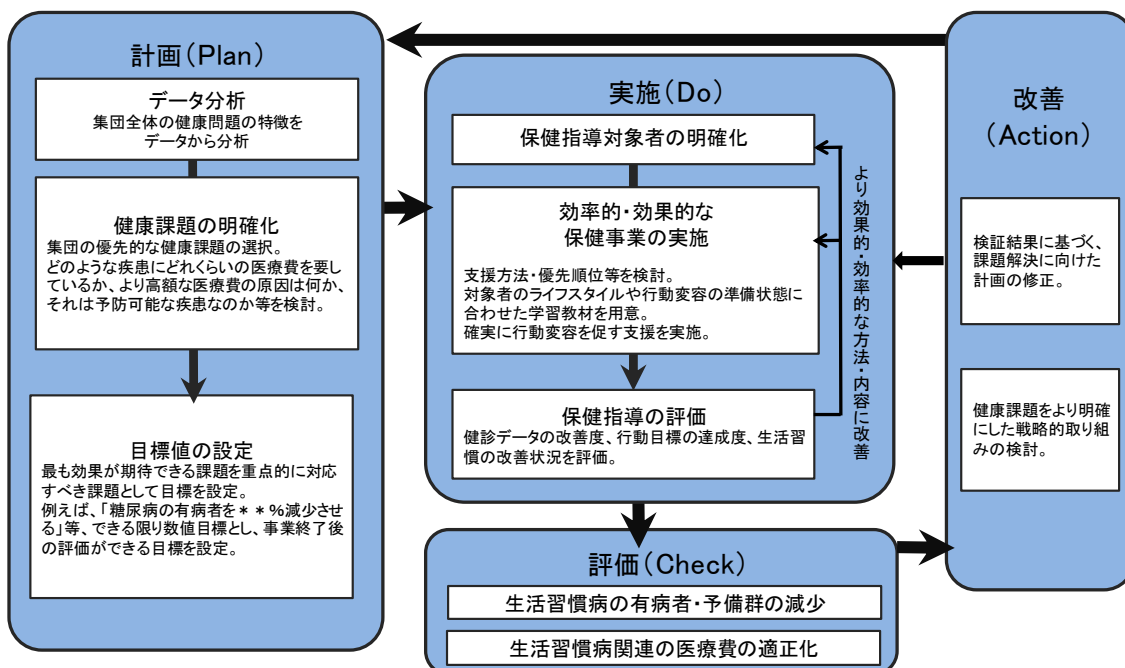 計画（Plan）
データ分析
集団全体の健康問題の特徴を
データから分析
健康課題の明確化
集団の優先的な健康課題の選択。
どのような疾患にどれくらいの医療費を要し
ているか、より高額な医療費の原因は何か、
それは予防可能な疾患なのか等を検討。
目標値の設定
最も効果が期待できる課題を重点的に対応
すべき課題として目標を設定。
例えば、「糖尿病の有病者を＊＊%減少させ
る」等、できる限り数値目標とし、事業終了後
の評価ができる目標を設定。
実施（Do）
保健指導対象者の明確化
効率的・効果的な
保健事業の実施
支援方法・優先順位等を検討。
対象者のライフスタイルや行動変容の準備状態に
合わせた学習教材を用意。
確実に行動変容を促す支援を実施。
保健指導の評価
健診データの改善度、行動目標の達成度、生活習
慣の改善状況を評価。
より効果的・効率的な方法・内容に改善
評価（Check）
生活習慣病の有病者・予備群の減少
生活習慣病関連の医療費の適正化
改善
（Action）
検証結果に基づく、
課題解決に向けた
計画の修正。
健康課題をより明確
にした戦略的取り組
みの検討。